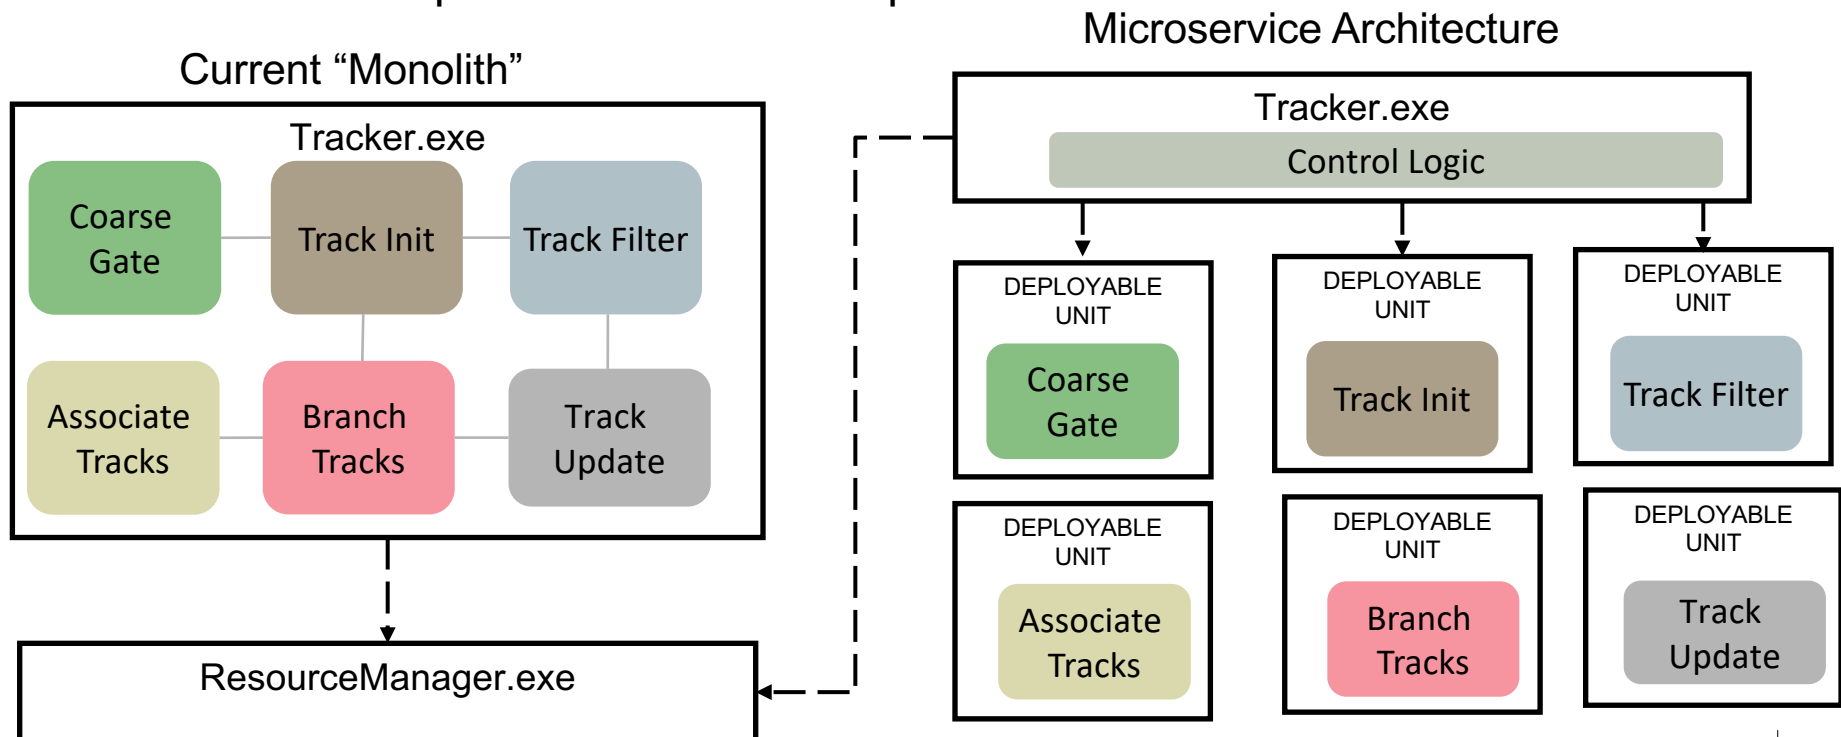 Current “Monolith”
Tracker.exe
Coarse
Gate
Track Init
Track Filter
Associate
Tracks
Branch
Tracks
Track
Update
ResourceManager.exe
Microservice Architecture
Tracker.exe
Control Logic
DEPLOYABLE
UNIT
Coarse
Gate
DEPLOYABLE
UNIT
Track Init
DEPLOYABLE
UNIT
Track Filter
DEPLOYABLE
UNIT
Associate
Tracks
DEPLOYABLE
UNIT
Branch
Tracks
DEPLOYABLE
UNIT
Track
Update